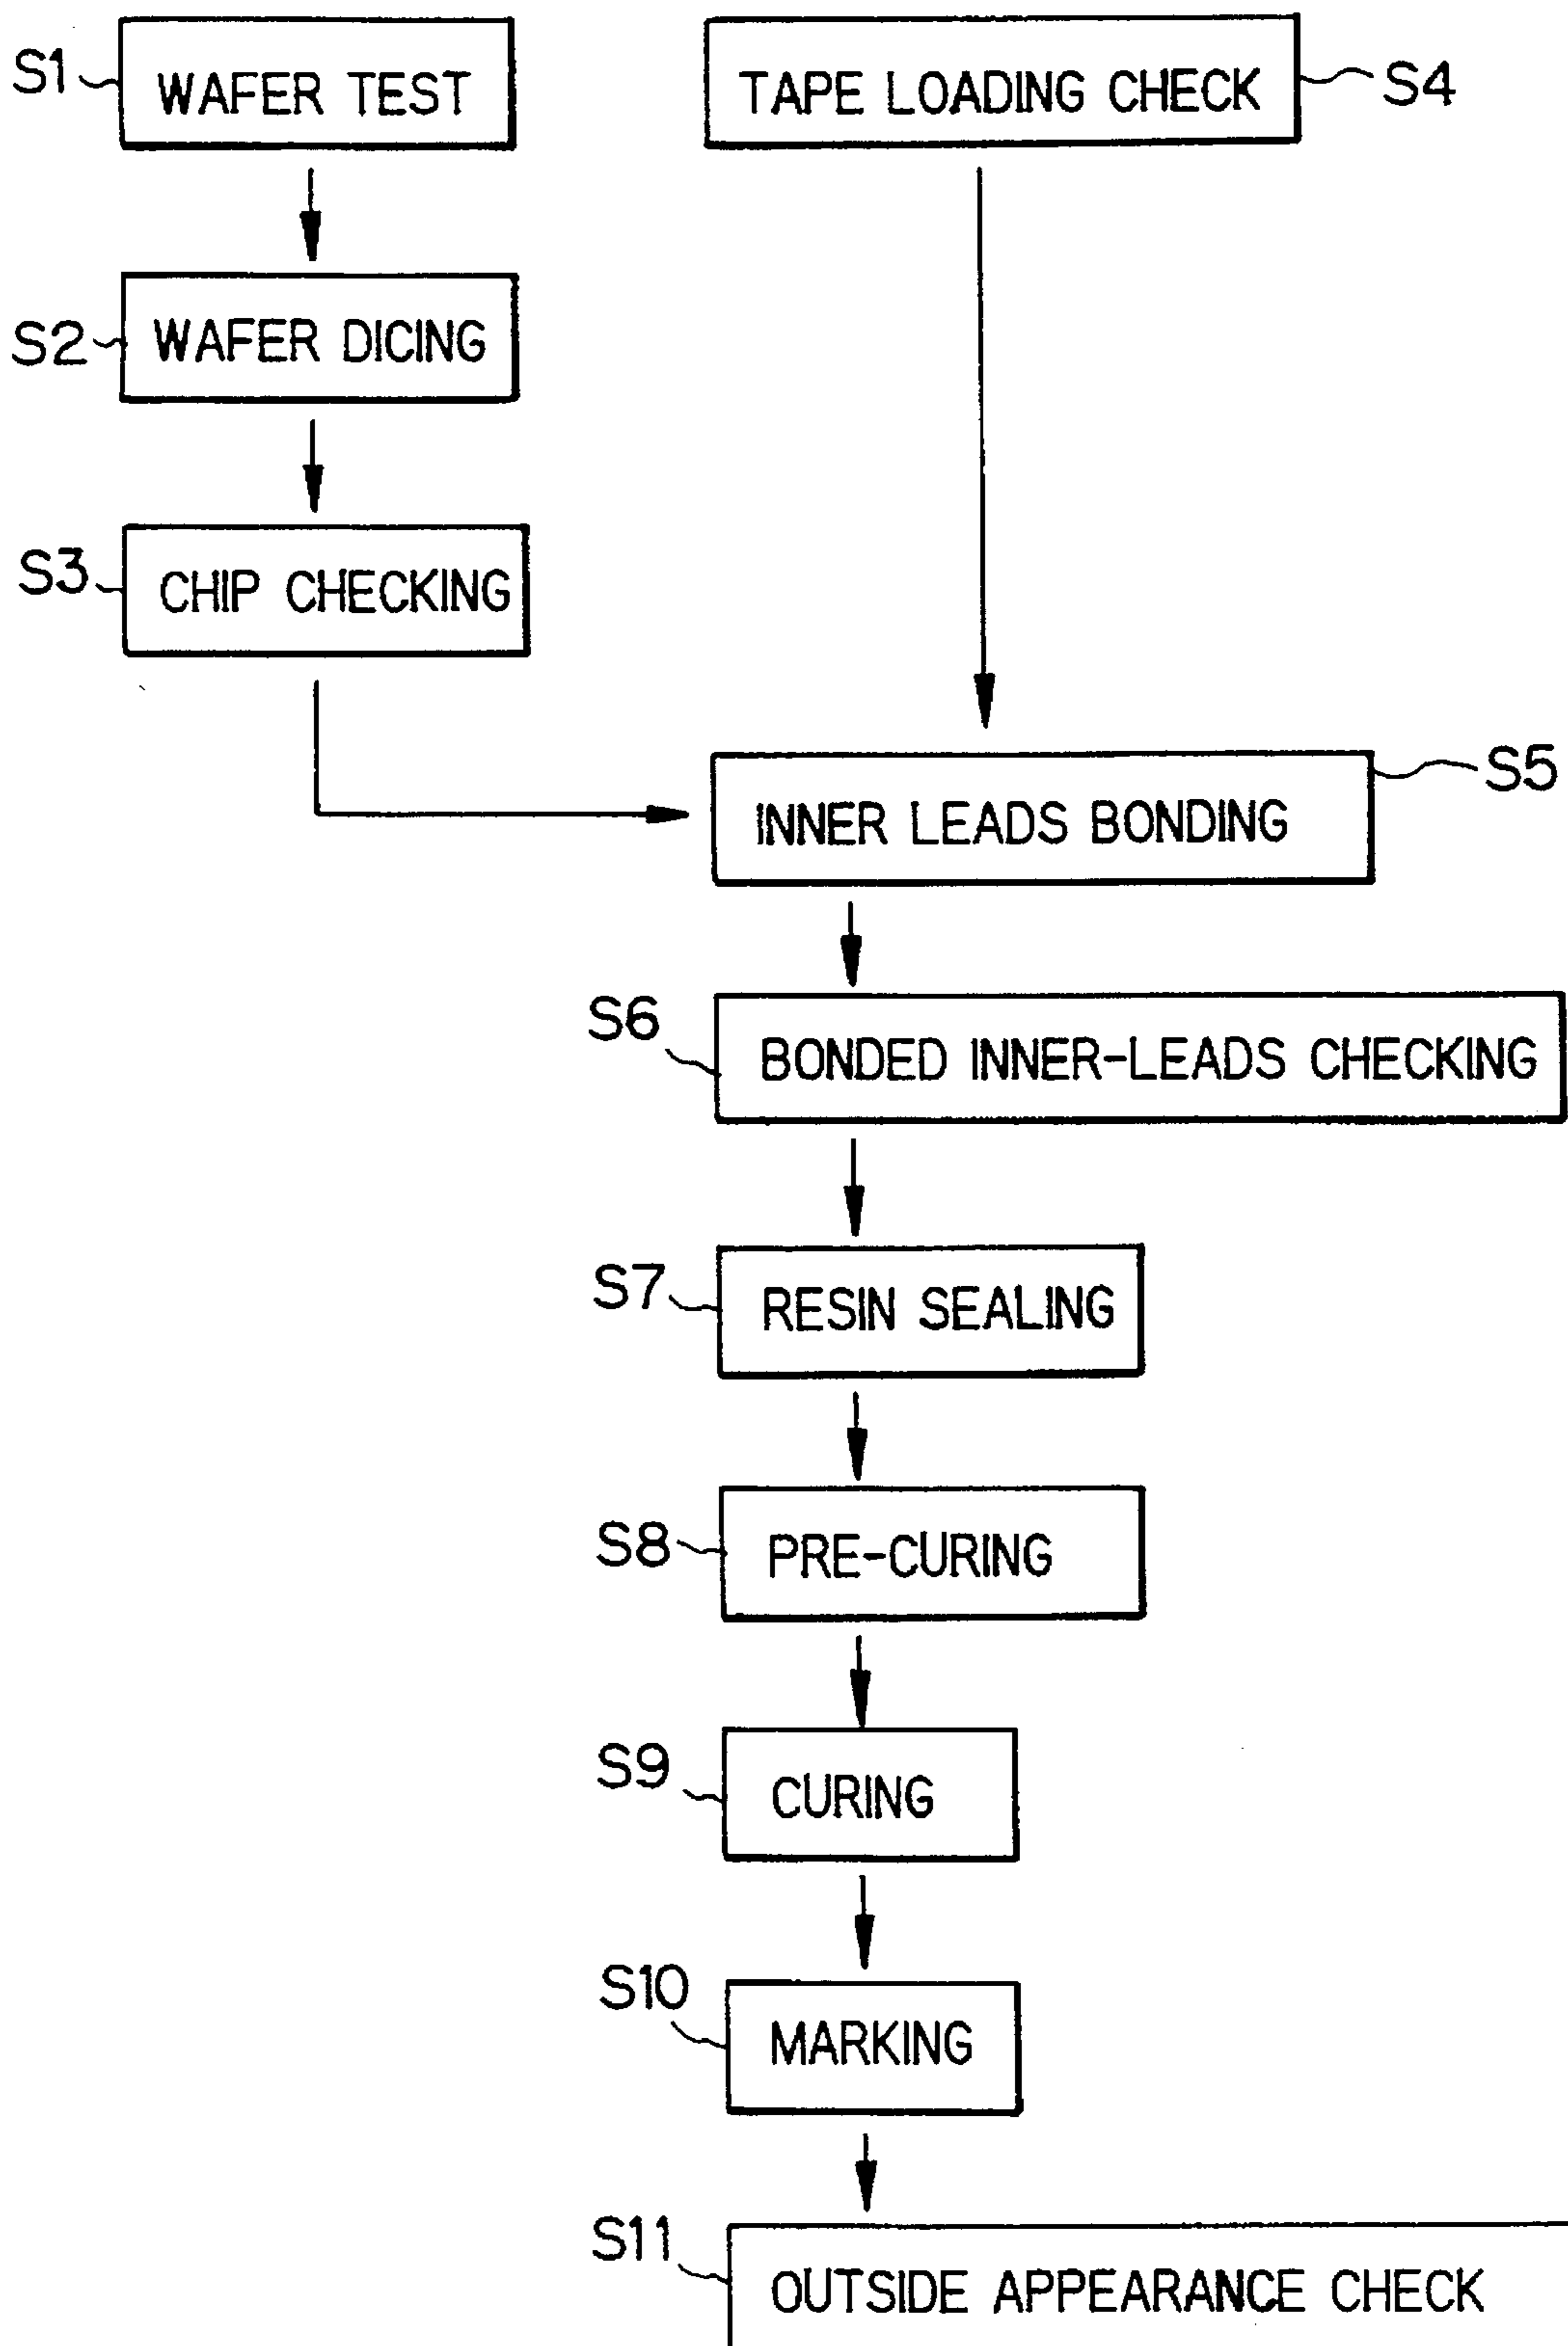 S1
WAFER TEST
TAPE LOADING CHECK
S4
S2
WAFER DICING
S3
CHIP CHECKING
S5
INNER LEADS BONDING
S6
BONDED INNER-LEADS CHECKING
S7
RESIN SEALING
S8
PRE-CURING
S9
CURING
S10
MARKING
S11
OUTSIDE APPEARANCE CHECK